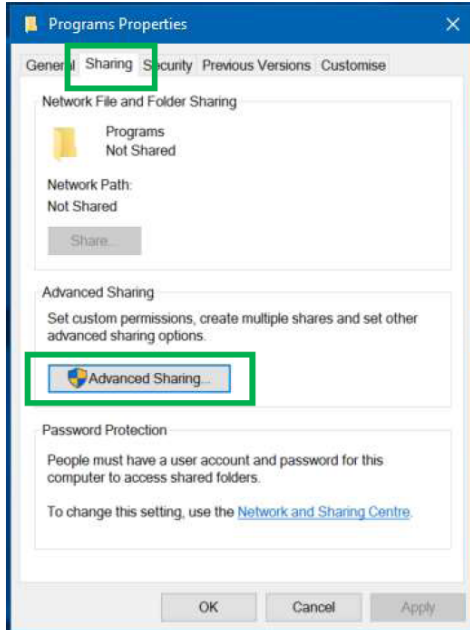 Programs Properties
General Sharing Security Previous Versions Customise
Network File and Folder Sharing
Programs
Not Shared
Network Path:
Not Shared
Share...
Advanced Sharing
Set custom permissions, create multiple shares and set other
advanced sharing options.
Advanced Sharing...
Password Protection
People must have a user account and password for this
computer to access shared folders.
To change this setting, use the Network and Sharing Centre.
OK Cancel Apply